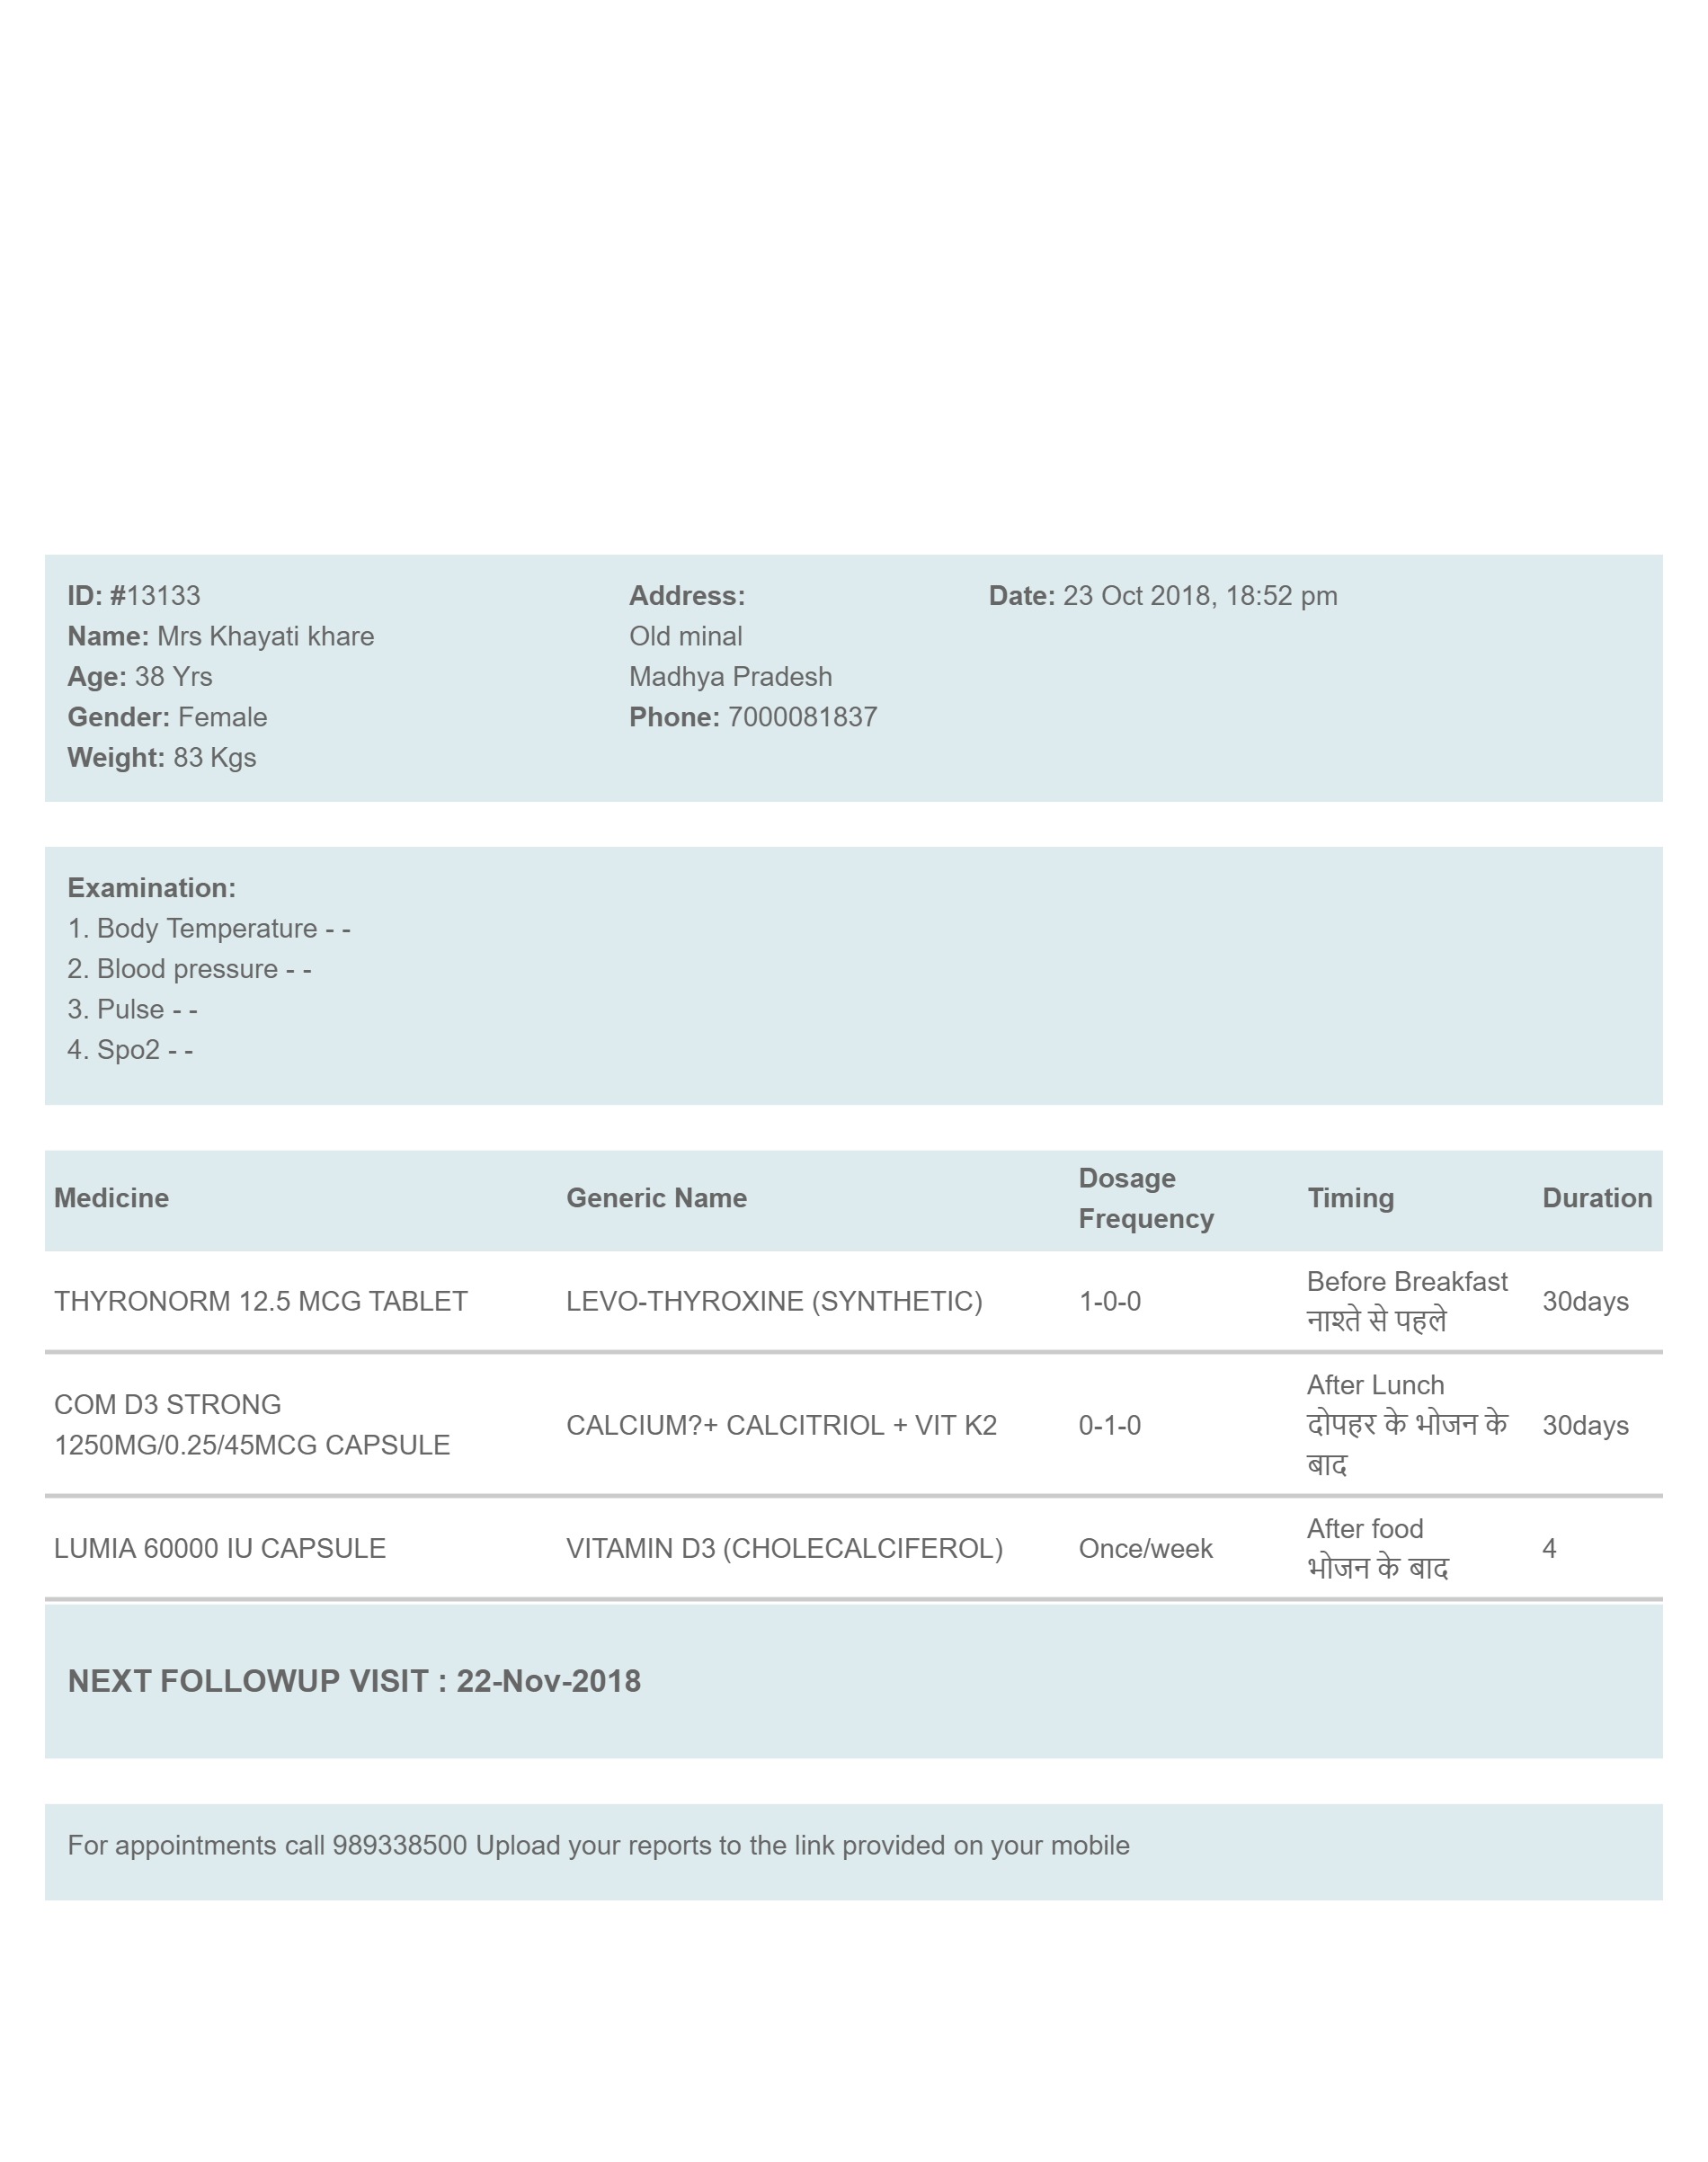 ID: #13133
Name: Mrs Khayati khare
Age: 38 Yrs
Gender: Female
Weight: 83 Kgs
Address:
Old minal
Madhya Pradesh
Phone: 7000081837
Date: 23 Oct 2018, 18:52 pm
Examination:
1. Body Temperature - -
2. Blood pressure - -
3. Pulse - -
4. Spo2 - -
Medicine Generic Name Dosage Frequency Timing Duration
THYRONORM 12.5 MCG TABLET LEVO-THYROXINE (SYNTHETIC) 1-0-0 Before Breakfast नाश्ते से पहले 30days
COM D3 STRONG 1250MG/0.25/45MCG CAPSULE CALCIUM?+ CALCITRIOL + VIT K2 0-1-0 After Lunch दोपहर के भोजन के बाद 30days
LUMIA 60000 IU CAPSULE VITAMIN D3 (CHOLECALCIFEROL) Once/week After food भोजन के बाद 4
NEXT FOLLOWUP VISIT : 22-Nov-2018
For appointments call 989338500 Upload your reports to the link provided on your mobile